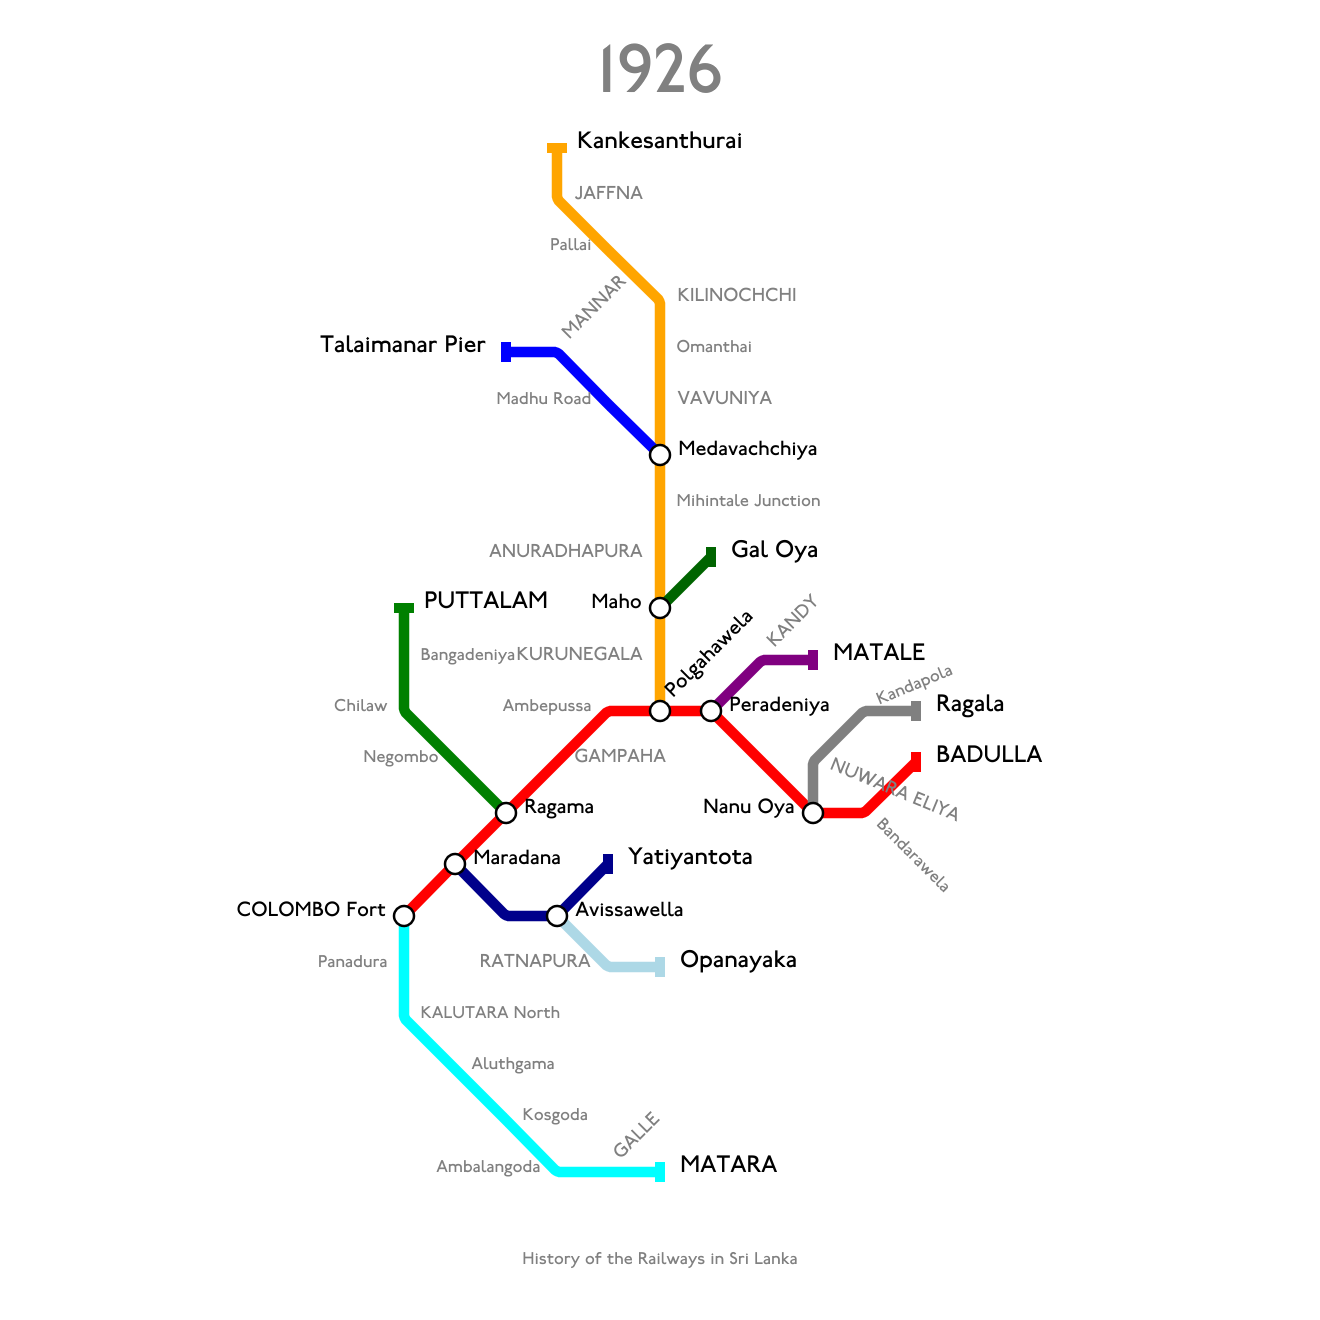 1926
Kankesanthurai
JAFFNA
Pallai
MANNAR
KILINOCHCHI
Talaimanar Pier
Omanthai
Madhu Road
VAVUNIYA
Medavachchiya
Mihintale Junction
ANURADHAPURA
Gal Oya
PUTTALAM
Maho
Polgahawela
KANDY
Bangadeniya
KURUNEGALA
MATALE
Kandapola
Chilaw
Ambepussa
Peradeniya
Ragala
Negombo
GAMPAHA
NUWARA ELIYA
BADULLA
Ragama
Nanu Oya
Bandarawela
Maradana
Yatiyantota
COLOMBO Fort
Avissawella
Panadura
RATNAPURA
Opanayaka
KALUTARA North
Aluthgama
Kosgoda
GALLE
Ambalangoda
MATARA
History of the Railways in Sri Lanka